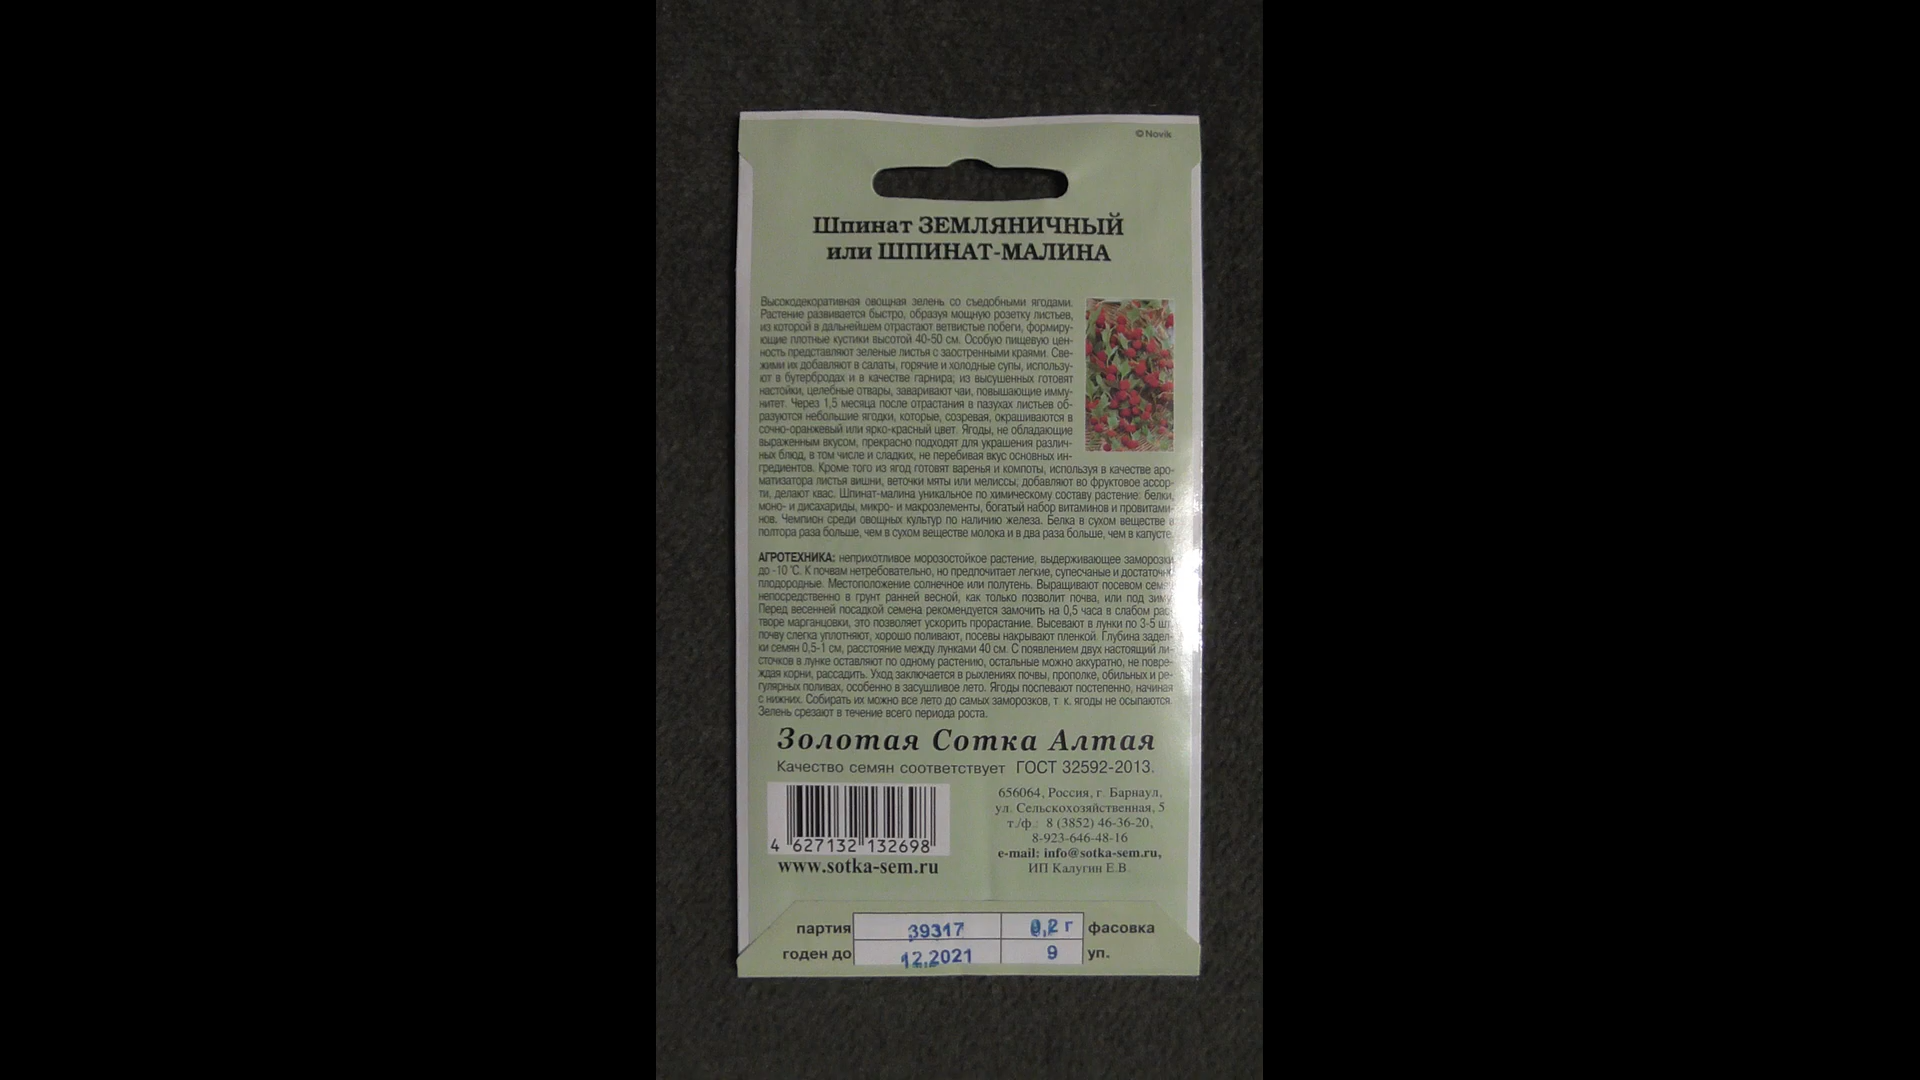 © Novik
Шпинат ЗЕМЛЯНИЧНЫЙ
или ШПИНАТ-МАЛИНА
Высокодекоративная овощная зелень со съедобными ягодами.
Растение развивается быстро, образуя мощную розетку листьев,
из которой в дальнейшем отрастают ветвистые побеги, формиру-
ющие плотные кустики высотой 40-50 см. Особую пищевую цен-
ность представляют зеленые листья с заостренными краями. Све-
жими их добавляют в салаты, горячие и холодные супы, использу-
ют в бутербродах и в качестве гарнира; из высушенных готовят
настойки, целебные отвары, заваривают чаи, повышающие имму-
нитет. Через 1,5 месяца после отрастания в пазухах листьев об-
разуются небольшие ягодки, которые, созревая, окрашиваются в
сочно-оранжевый или ярко-красный цвет. Ягоды, не обладающие
выраженным вкусом, прекрасно подходят для украшения различ-
ных блюд, в том числе и сладких, не перебивая вкус основных ин-
гредиентов. Кроме того из ягод готовят варенья и компоты, используя в качестве аро-
матизатора листья вишни, веточки мяты или мелиссы; добавляют во фруктовое ассор-
ти, делают квас. Шпинат-малина уникальное по химическому составу растение: белки,
моно- и дисахариды, микро- и макроэлементы, богатый набор витаминов и провитами-
нов. Чемпион среди овощных культур по наличию железа. Белка в сухом веществе в
полтора раза больше, чем в сухом веществе молока и в два раза больше, чем в капусте.
АГРОТЕХНИКА: неприхотливое морозостойкое растение, выдерживающее заморозки
до -10 °С. К почвам нетребовательно, но предпочитает легкие, супесчаные и достаточно
плодородные. Местоположение солнечное или полутень. Выращивают посевом семян
непосредственно в грунт ранней весной, как только позволит почва, или под зиму.
Перед весенней посадкой семена рекомендуется замочить на 0,5 часа в слабом рас-
творе марганцовки, это позволяет ускорить прорастание. Высевают в лунки по 3-5 шт.
почву слегка уплотняют, хорошо поливают, посевы накрывают пленкой. Глубина задел-
ки семян 0,5-1 см, расстояние между лунками 40 см. С появлением двух настоящий ли-
сточков в лунке оставляют по одному растению, остальные можно аккуратно, не повре-
ждая корни, рассадить. Уход заключается в рыхлениях почвы, прополке, обильных и ре-
гулярных поливах, особенно в засушливое лето. Ягоды поспевают постепенно, начиная
с нижних. Собирать их можно все лето до самых заморозков, т. к. ягоды не осыпаются.
Зелень срезают в течение всего периода роста.
Золотая Сотка Алтая
Качество семян соответствует ГОСТ 32592-2013.
656064, Россия, г. Барнаул,
ул. Сельскохозяйственная, 5
т./ф.: 8 (3852) 46-36-20,
8-923-646-48-16
e-mail: info@sotka-sem.ru,
ИП Калугин Е.В.
4 627132 132698
www.sotka-sem.ru
партия 39317 0,2 г фасовка
годен до 12.2021 9 уп.